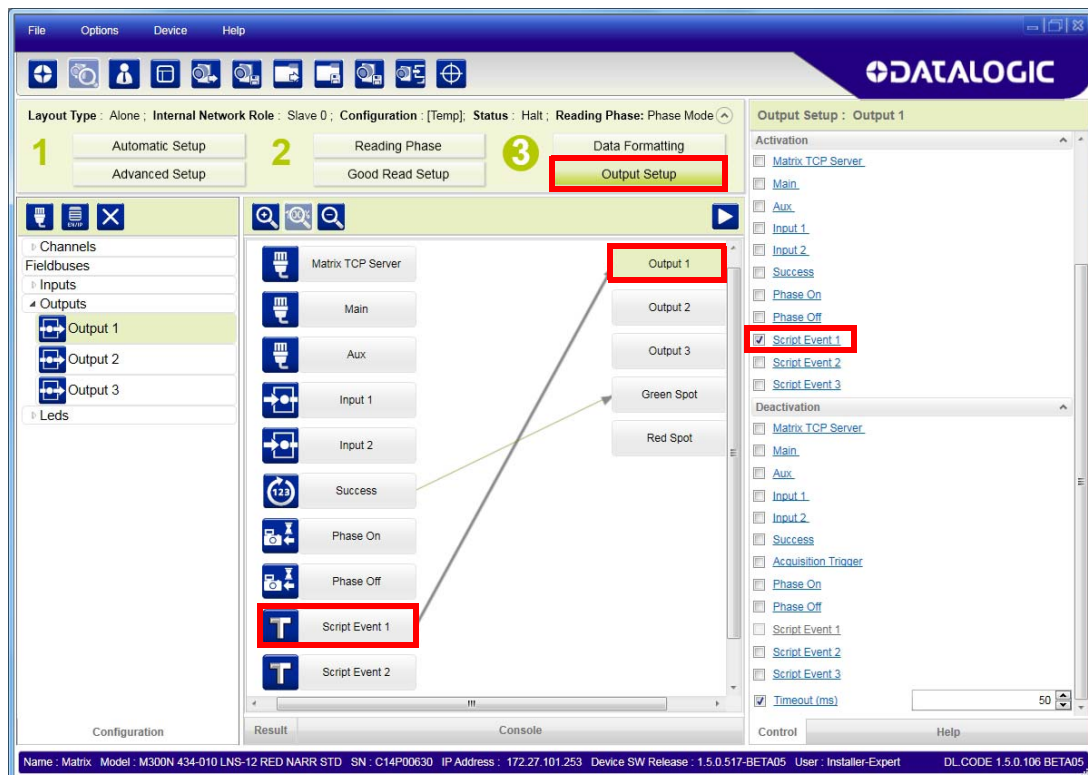 File Options Device Help
DATALOGIC
Layout Type : Alone ; Internal Network Role : Slave 0 ; Configuration : [Temp]; Status : Halt ; Reading Phase: Phase Mode
1 Automatic Setup
Advanced Setup
2 Reading Phase
Good Read Setup
3 Data Formatting
Output Setup
Channels
Fieldbuses
Inputs
Outputs
Output 1
Output 2
Output 3
Leds
Configuration
Matrix TCP Server
Main
Aux
Input 1
Input 2
123
Success
Phase On
Phase Off
T Script Event 1
T Script Event 2
Output 1
Output 2
Output 3
Green Spot
Red Spot
Result Console
Output Setup : Output 1
Activation
Matrix TCP Server
Main
Aux
Input 1
Input 2
Success
Phase On
Phase Off
Script Event 1
Script Event 2
Script Event 3
Deactivation
Matrix TCP Server
Main
Aux
Input 1
Input 2
Success
Acquisition Trigger
Phase On
Phase Off
Script Event 1
Script Event 2
Script Event 3
Timeout (ms) 50
Control Help
Name : Matrix Model : M300N 434-010 LNS-12 RED NARR STD SN : C14P00630 IP Address : 172.27.101.253 Device SW Release : 1.5.0.517-BETA05 User : Installer-Expert DL.CODE 1.5.0.106 BETA05